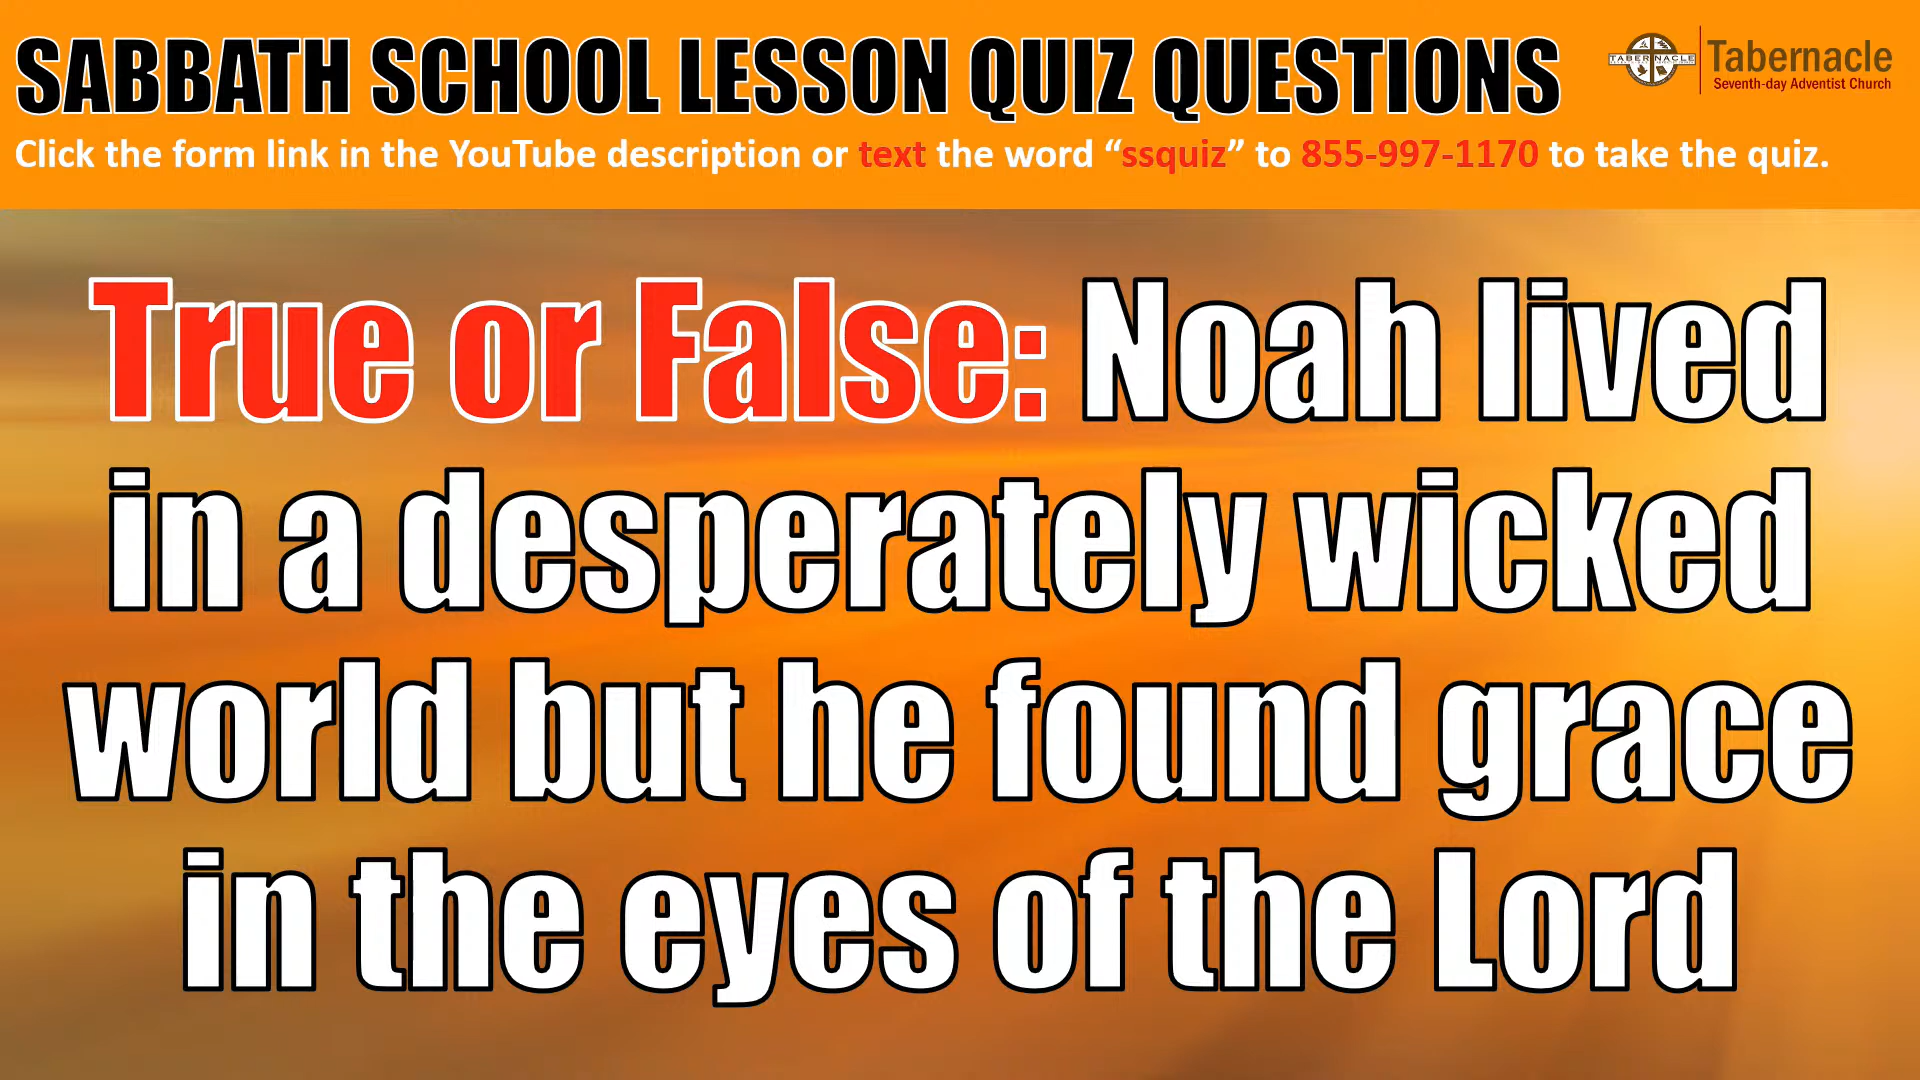 SABBATH SCHOOL LESSON QUIZ QUESTIONS
TABERNACLE
Tabernacle
Seventh-day Adventist Church
Click the form link in the YouTube description or text the word “ssquiz” to 855-997-1170 to take the quiz.
True or False: Noah lived
in a desperately wicked
world but he found grace
in the eyes of the Lord